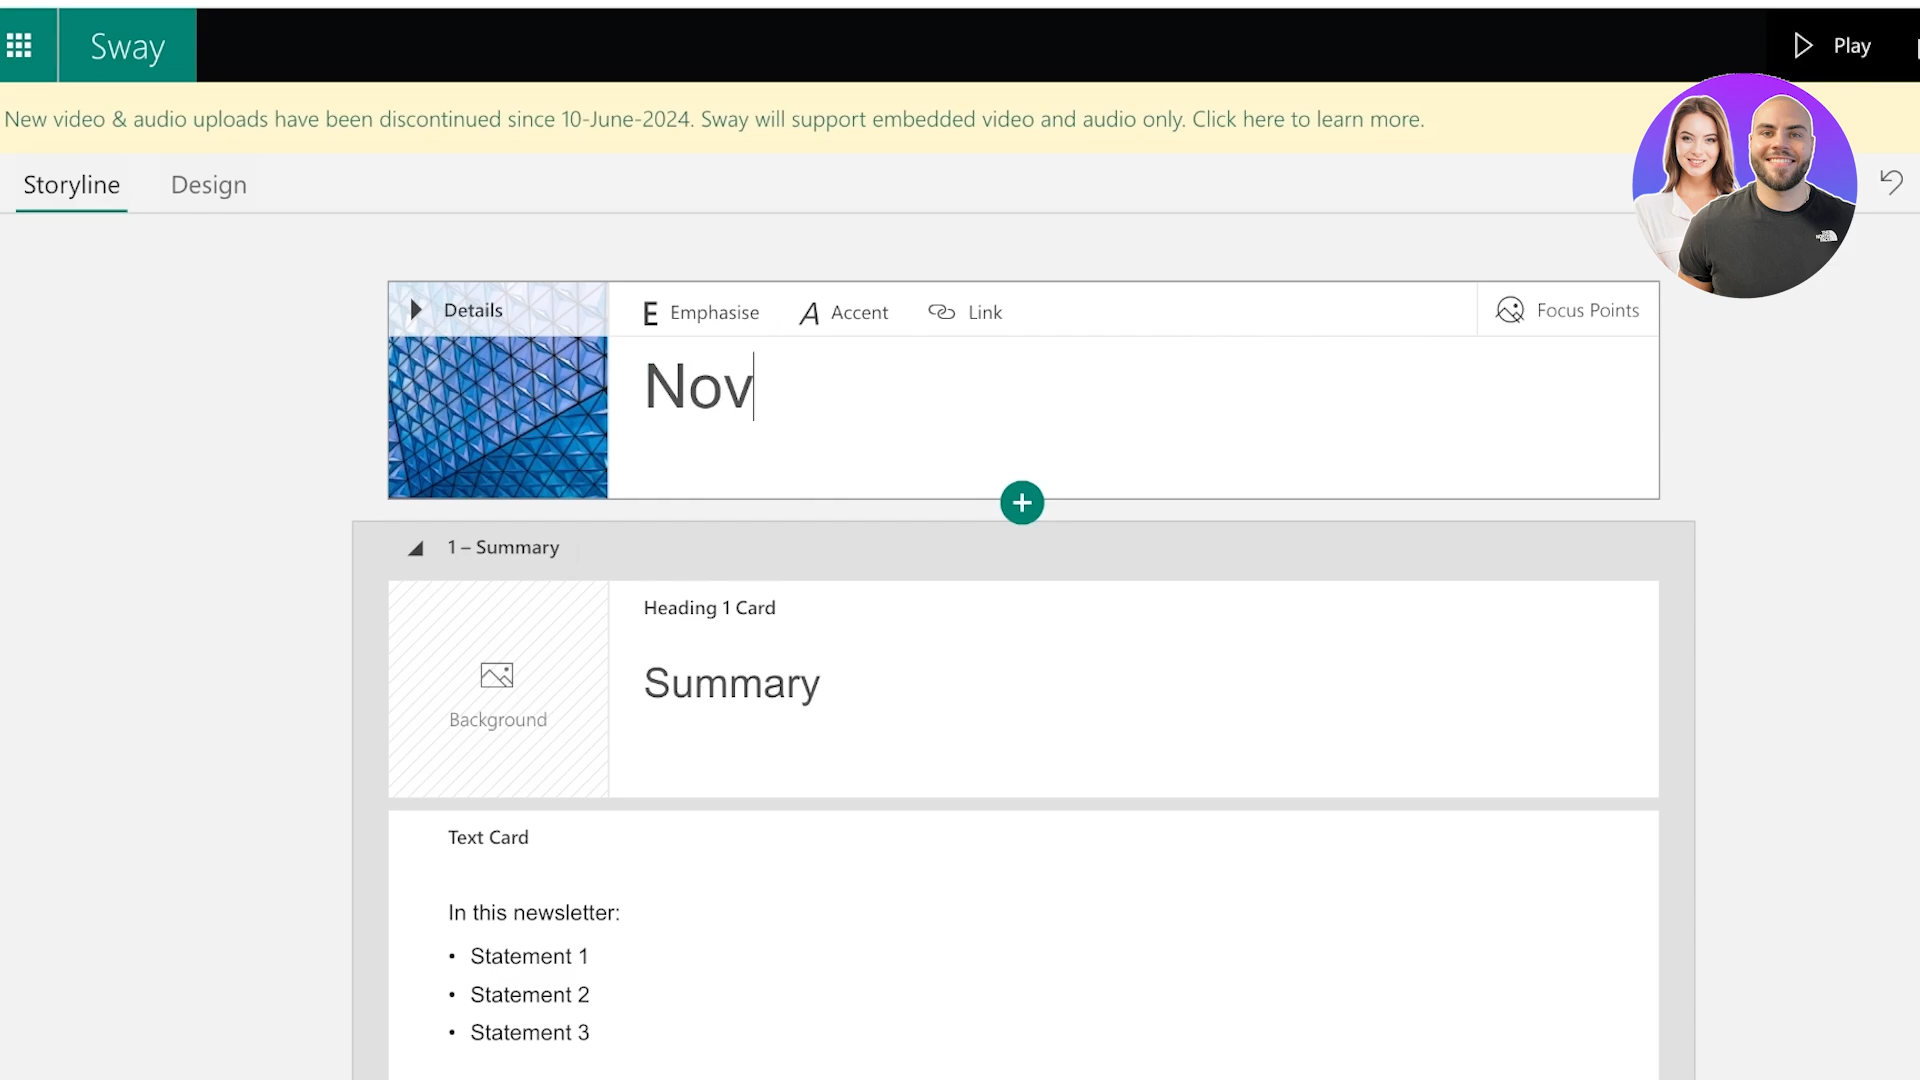 Sway
Play
New video & audio uploads have been discontinued since 10-June-2024. Sway will support embedded video and audio only. Click here to learn more.
Storyline Design
Details
E Emphasise A Accent Link
Focus Points
Nov
1 – Summary
Heading 1 Card
Summary
Background
Text Card
In this newsletter:
• Statement 1
• Statement 2
• Statement 3